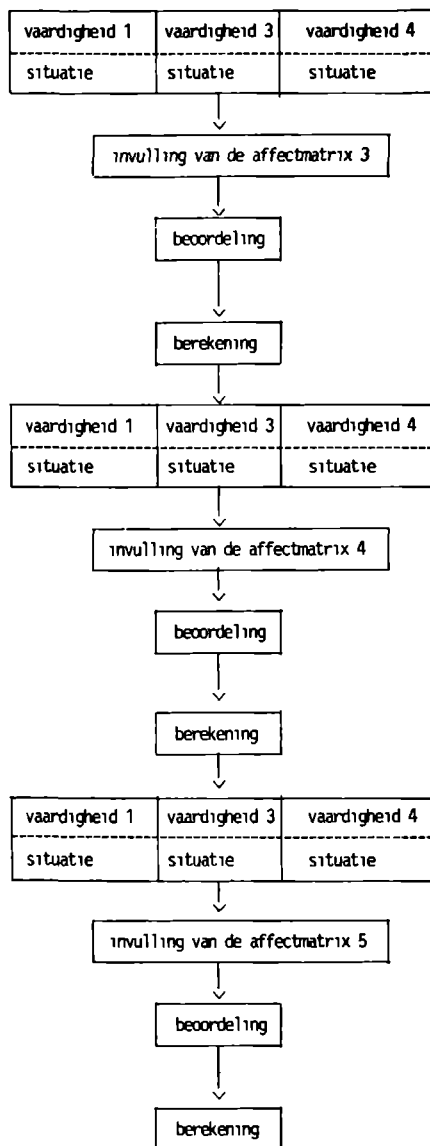 vaardigheid 1 vaardigheid 3 vaardigheid 4
situatie situatie situatie
invulling van de affectmatrix 3
beoordeling
berekening
vaardigheid 1 vaardigheid 3 vaardigheid 4
situatie situatie situatie
invulling van de affectmatrix 4
beoordeling
berekening
vaardigheid 1 vaardigheid 3 vaardigheid 4
situatie situatie situatie
invulling van de affectmatrix 5
beoordeling
berekening